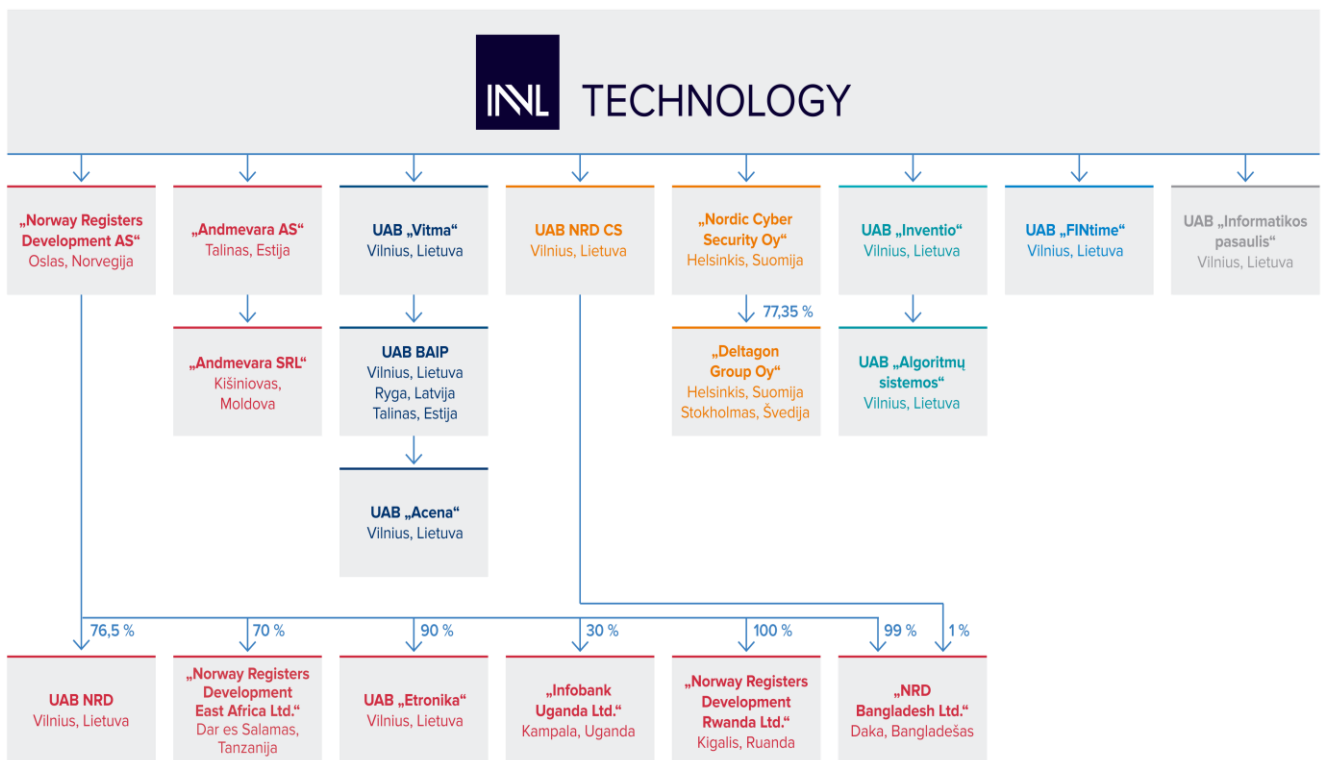 INVL TECHNOLOGY
„Norway Registers
Development AS“
Oslas, Norvegija
„Andmevara AS“
Talinas, Estija
UAB „Vitma“
Vilnius, Lietuva
UAB NRD CS
Vilnius, Lietuva
„Nordic Cyber
Security Oy“
Helsinkis, Suomija
UAB „Inventio“
Vilnius, Lietuva
UAB „FINtime“
Vilnius, Lietuva
UAB „Informatikos
pasaulis“
Vilnius, Lietuva
77,35 %
„Andmevara SRL“
Kišiniovas,
Moldova
UAB BAIP
Vilnius, Lietuva
Ryga, Latvija
Talinas, Estija
„Deltagon
Group Oy“
Helsinkis, Suomija
Stokholmas, Švedija
UAB „Algoritmų
sistemos“
Vilnius, Lietuva
UAB „Acena“
Vilnius, Lietuva
76,5 %
70 %
90 %
30 %
100 %
99 %
1 %
UAB NRD
Vilnius, Lietuva
„Norway Registers
Development
East Africa Ltd.“
Dar es Salamas,
Tanzanija
UAB „Etronika“
Vilnius, Lietuva
„Infobank
Uganda Ltd.“
Kampala, Uganda
„Norway Registers
Development
Rwanda Ltd.“
Kigalis, Ruanda
„NRD
Bangladesh Ltd.“
Daka, Bangladešas